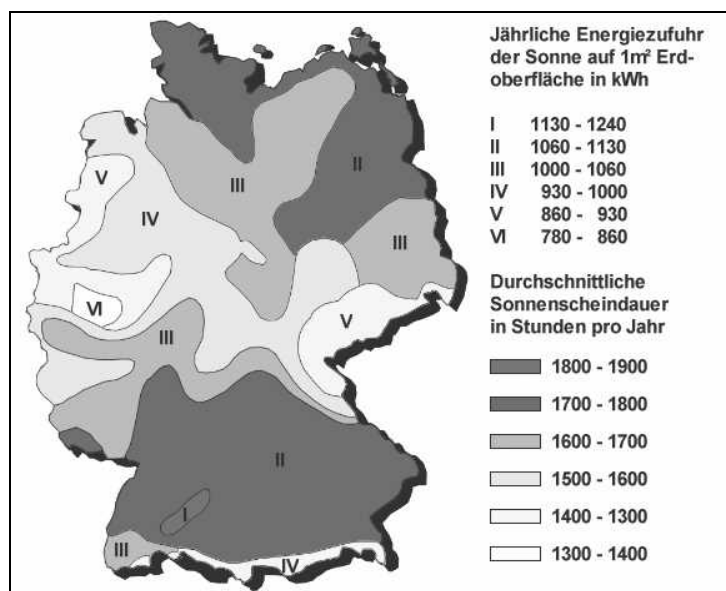 Jährliche Energiezufuhr
der Sonne auf 1m² Erd-
oberfläche in kWh
I 1130 - 1240
II 1060 - 1130
III 1000 - 1060
IV 930 - 1000
V 860 - 930
VI 780 - 860
Durchschnittliche
Sonnenscheindauer
in Stunden pro Jahr
1800 - 1900
1700 - 1800
1600 - 1700
1500 - 1600
1400 - 1300
1300 - 1400
II
V
III
IV
III
VI
V
III
II
I
III
IV